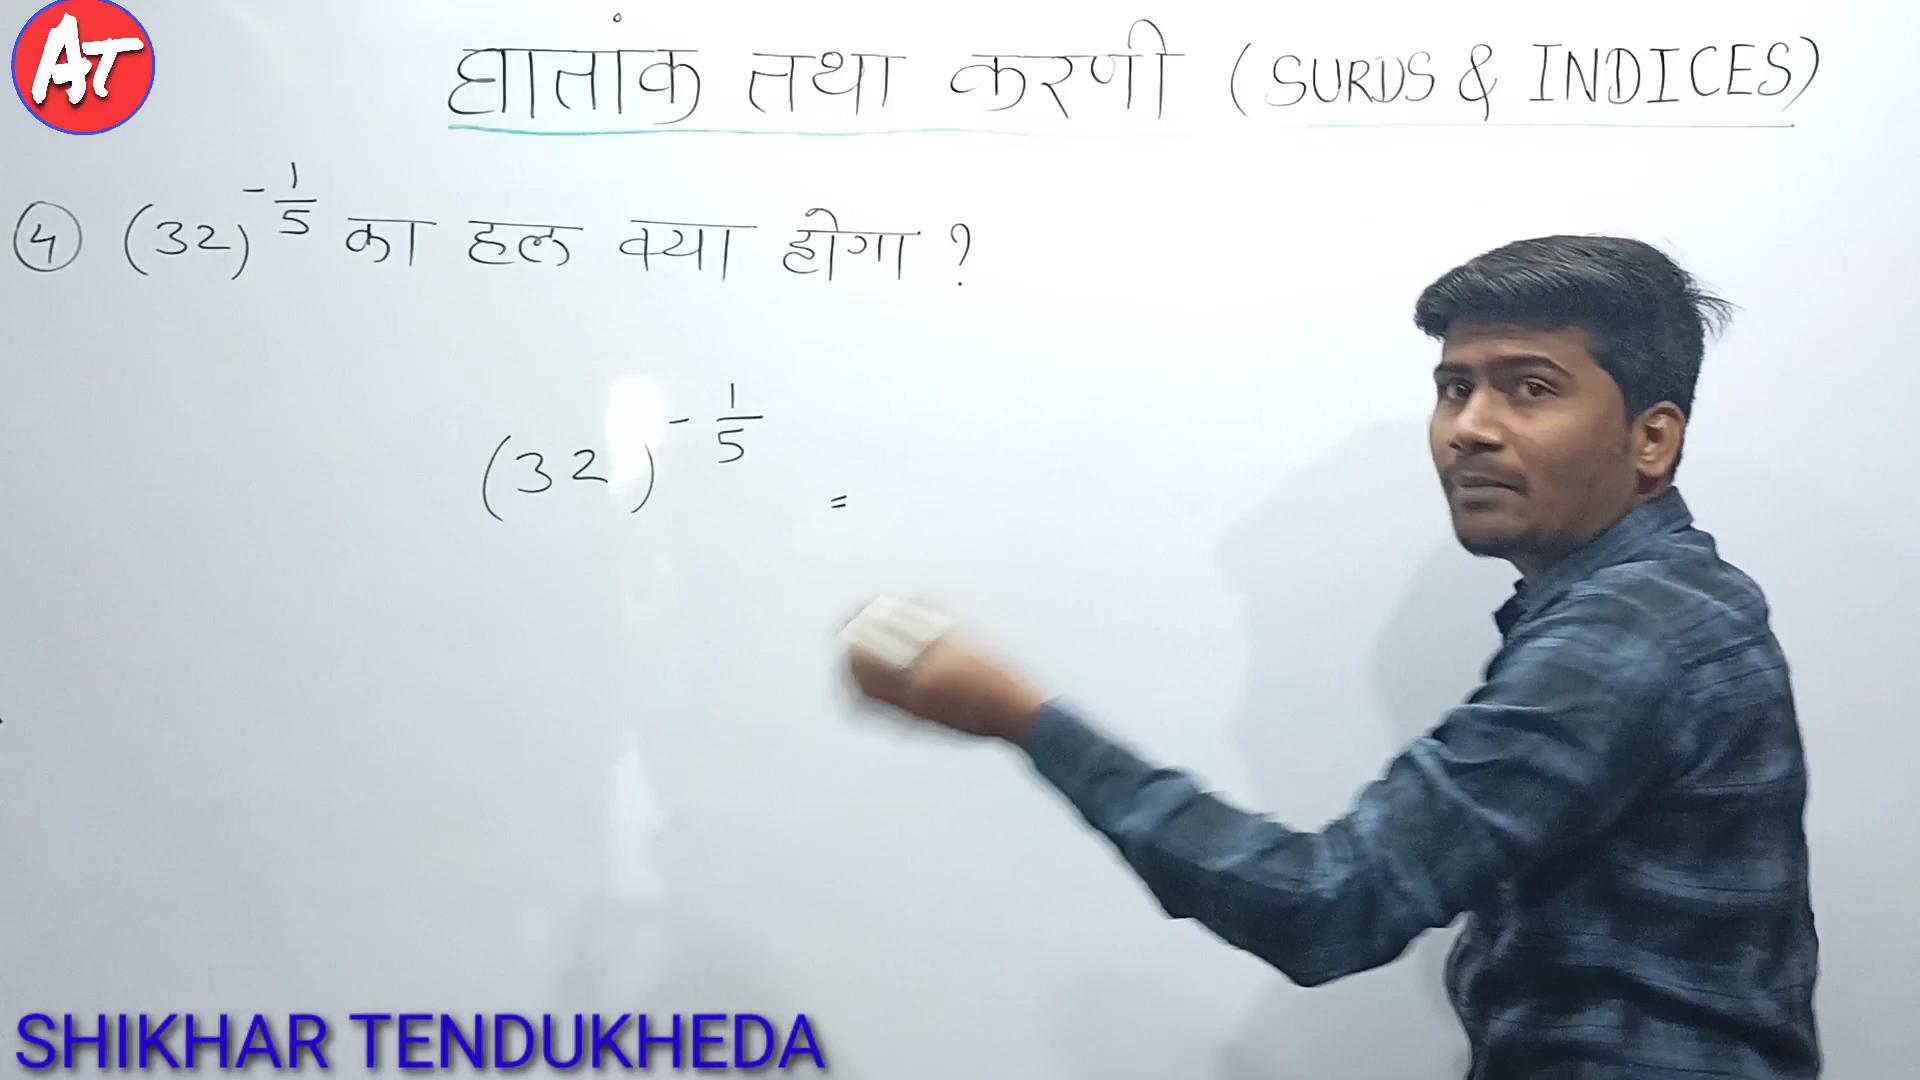 AT
घातांक तथा करणी (SURDS & INDICES)
④ (32)^-1/5 का हल क्या होगा ?
(32)^-1/5 =
SHIKHAR TENDUKHEDA